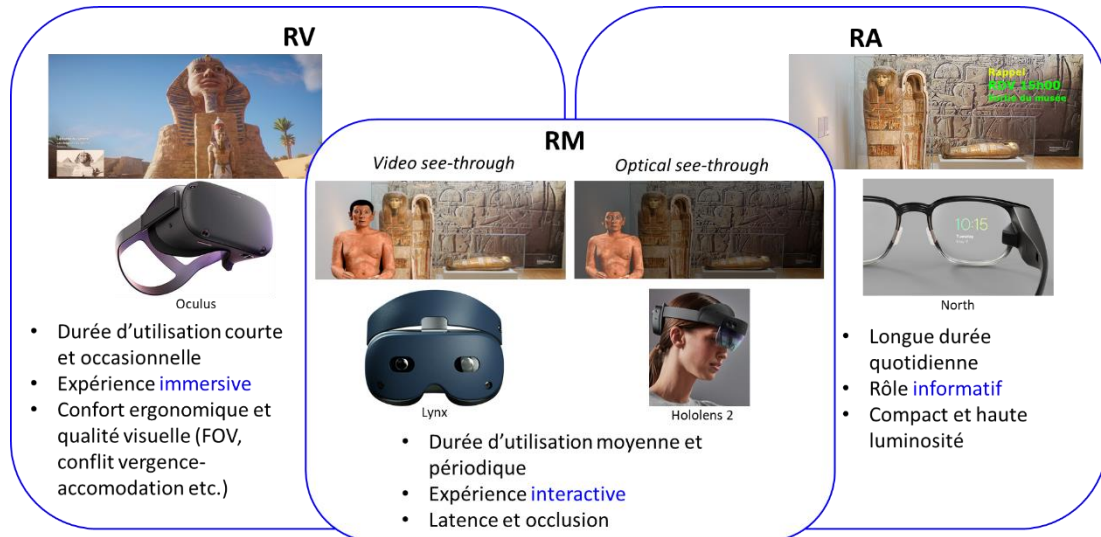 RV
Oculus
• Durée d'utilisation courte
et occasionnelle
• Expérience immersive
• Confort ergonomique et
qualité visuelle (FOV,
conflit vergence-
accomodation etc.)
RM
Video see-through
Optical see-through
Lynx
Hololens 2
• Durée d'utilisation moyenne et
périodique
• Expérience interactive
• Latence et occlusion
RA
Rappel
RDV 16h00
10:15
North
• Longue durée
quotidienne
• Rôle informatif
• Compact et haute
luminosité